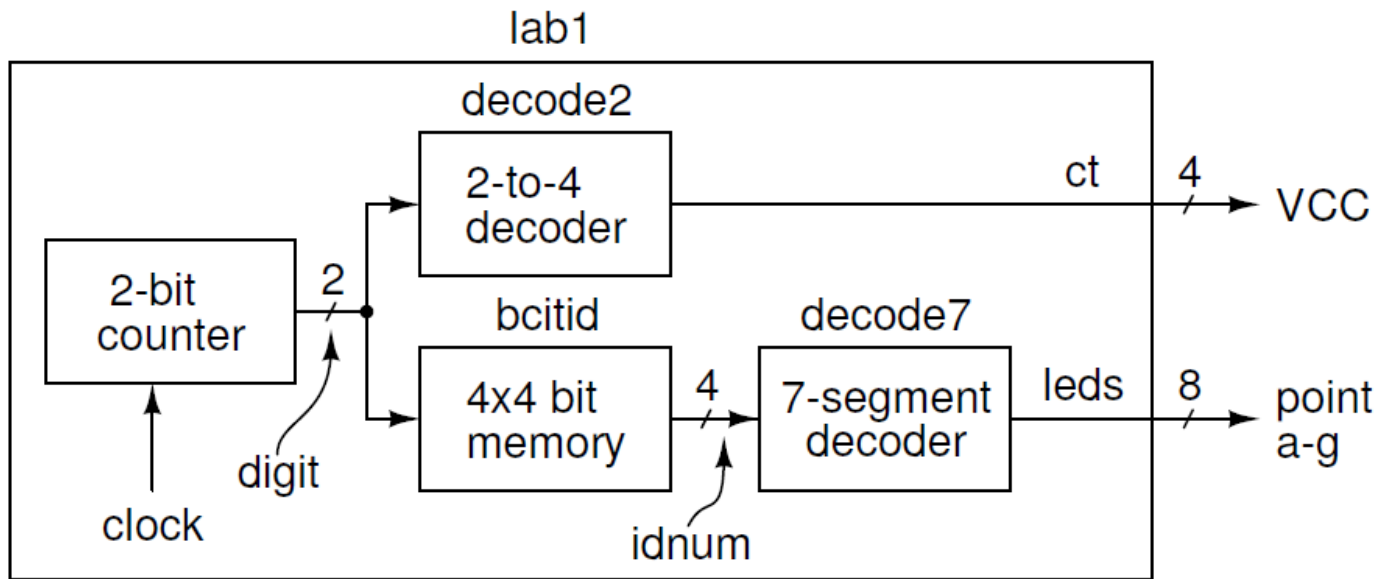 lab1
decode2
2-to-4
decoder
ct
4
VCC
2-bit
counter
2
digit
clock
bcitid
4x4 bit
memory
4
idnum
decode7
7-segment
decoder
leds
8
point
a-g